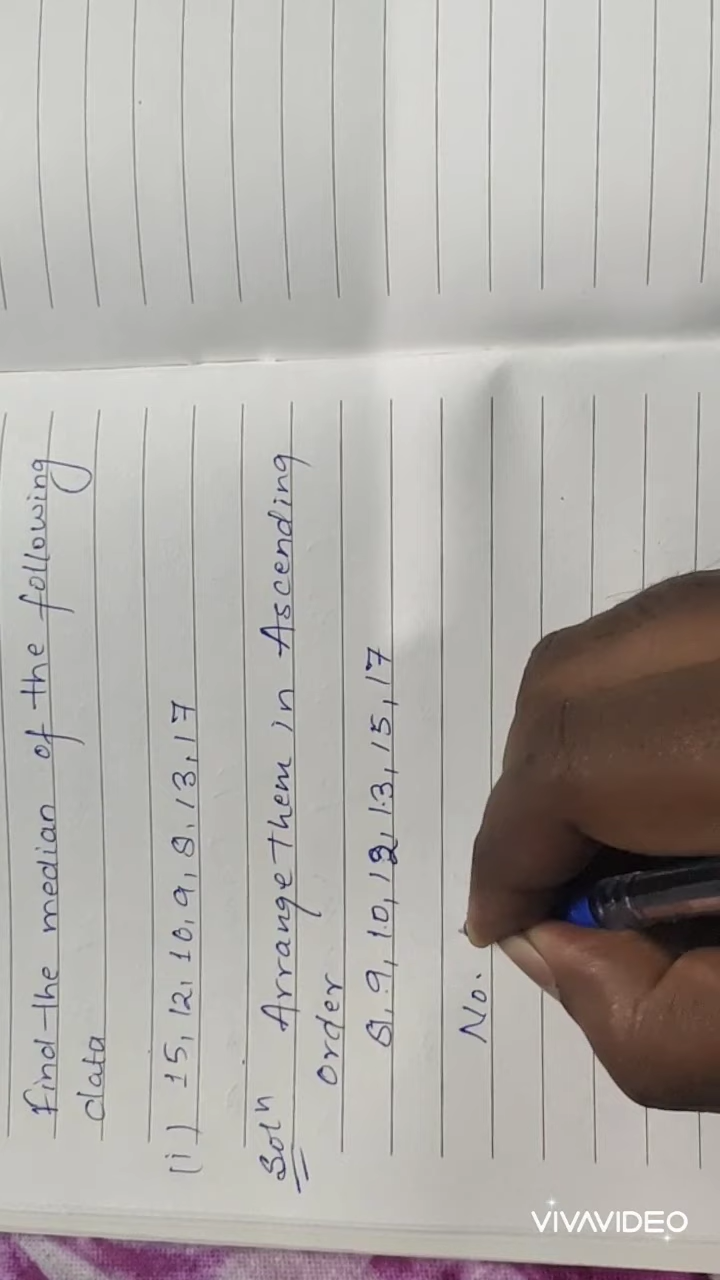 Find the median of the following
data
(i) 15, 12, 10, 9, 8, 13, 17
Solⁿ Arrange Them in Ascending
Order
8, 9, 10, 12, 13, 15, 17
No.
VIVAVIDEO